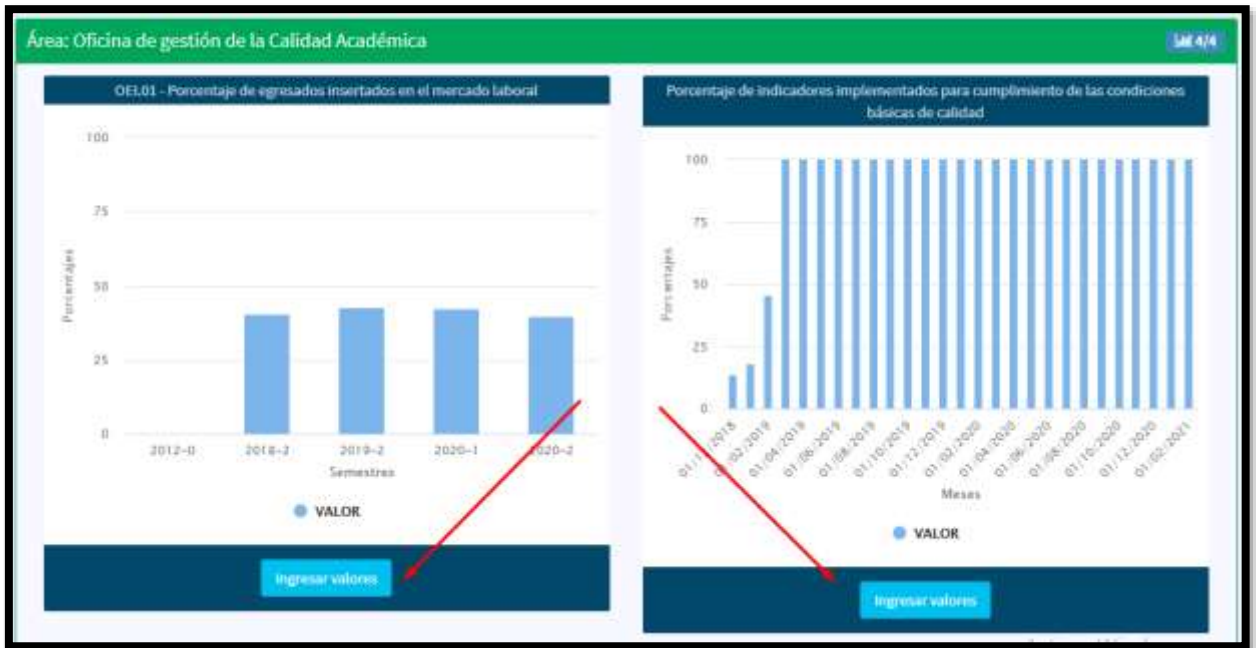 Área: Oficina de gestión de la Calidad Académica
4/4
OEI.01 - Porcentaje de egresados insertados en el mercado laboral
100
75
50
25
0
Porcentajes
2012-0 2018-2 2019-2 2020-1 2020-2
Semestres
VALOR
Ingresar valores
Porcentaje de indicadores implementados para cumplimiento de las condiciones
básicas de calidad
100
75
50
25
0
Porcentajes
01/02/2019 01/04/2019 01/06/2019 01/08/2019 01/10/2019 01/12/2019 01/02/2020 01/04/2020 01/06/2020 01/08/2020 01/10/2020 01/12/2020 01/02/2021
Meses
VALOR
Ingresar valores